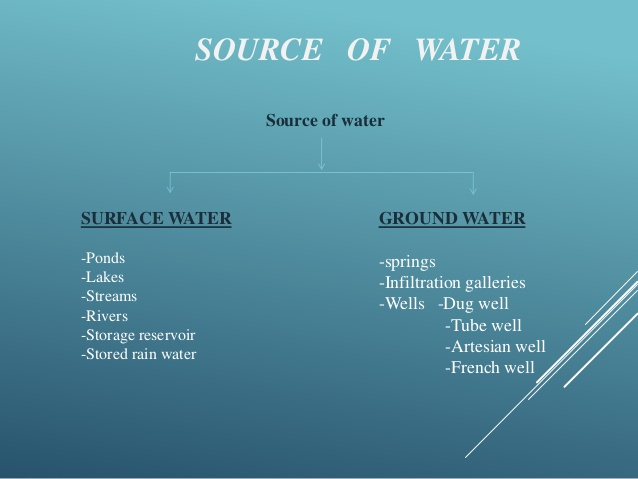 SOURCE OF WATER
Source of water
SURFACE WATER
-Ponds
-Lakes
-Streams
-Rivers
-Storage reservoir
-Stored rain water
GROUND WATER
-springs
-Infiltration galleries
-Wells -Dug well
-Tube well
-Artesian well
-French well